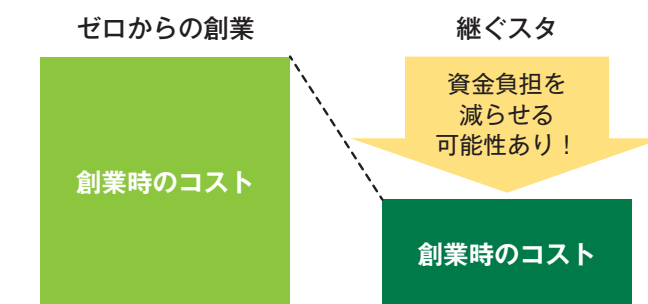 ゼロからの創業
継ぐスタ
資金負担を
減らせる
可能性あり！
創業時のコスト
創業時のコスト